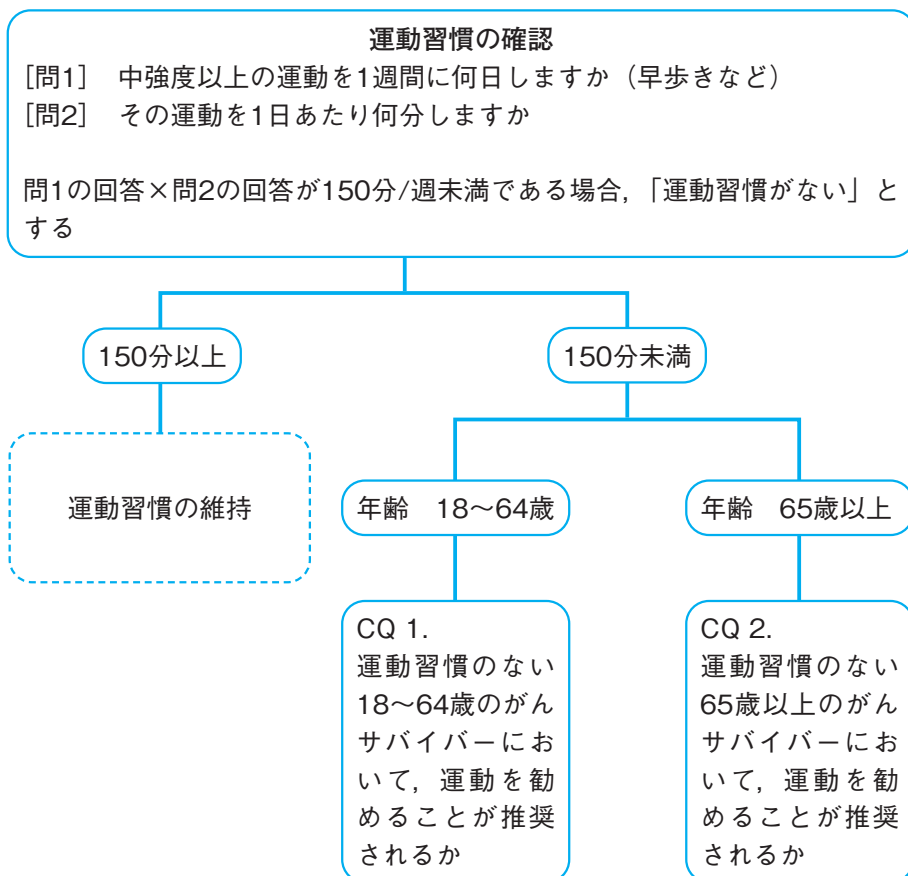 運動習慣の確認
[問1] 中強度以上の運動を1週間に何日しますか（早歩きなど）
[問2] その運動を1日あたり何分しますか
問1の回答×問2の回答が150分/週未満である場合，「運動習慣がない」と
する
150分以上
150分未満
運動習慣の維持
年齢 18〜64歳
年齢 65歳以上
CQ 1.
運動習慣のない
18〜64歳のがん
サバイバーにお
いて，運動を勧
めることが推奨
されるか
CQ 2.
運動習慣のない
65歳以上のがん
サバイバーにお
いて，運動を勧
めることが推奨
されるか